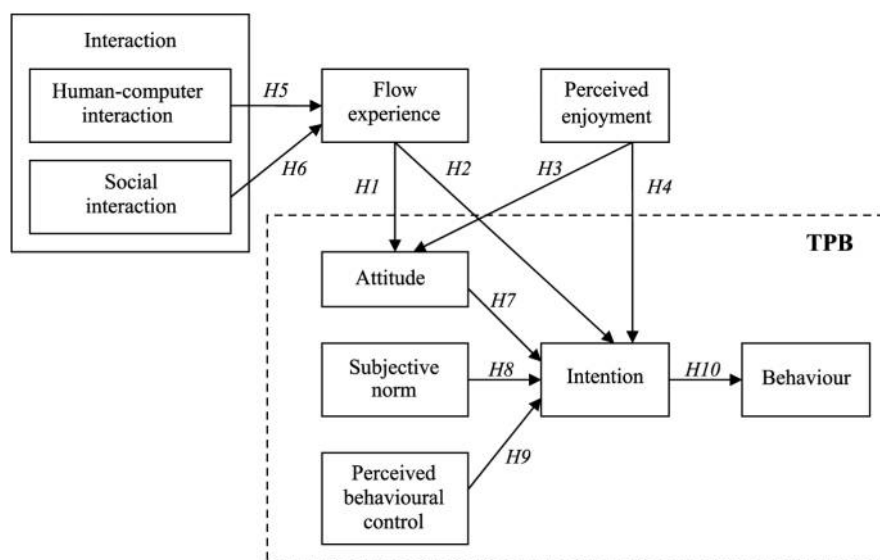 Interaction
Human-computer
interaction
H5
Flow
experience
Perceived
enjoyment
Social
interaction
H6
H1
H2
H3
H4
TPB
Attitude
H7
Subjective
norm
H8
Intention
H10
Behaviour
Perceived
behavioural
control
H9